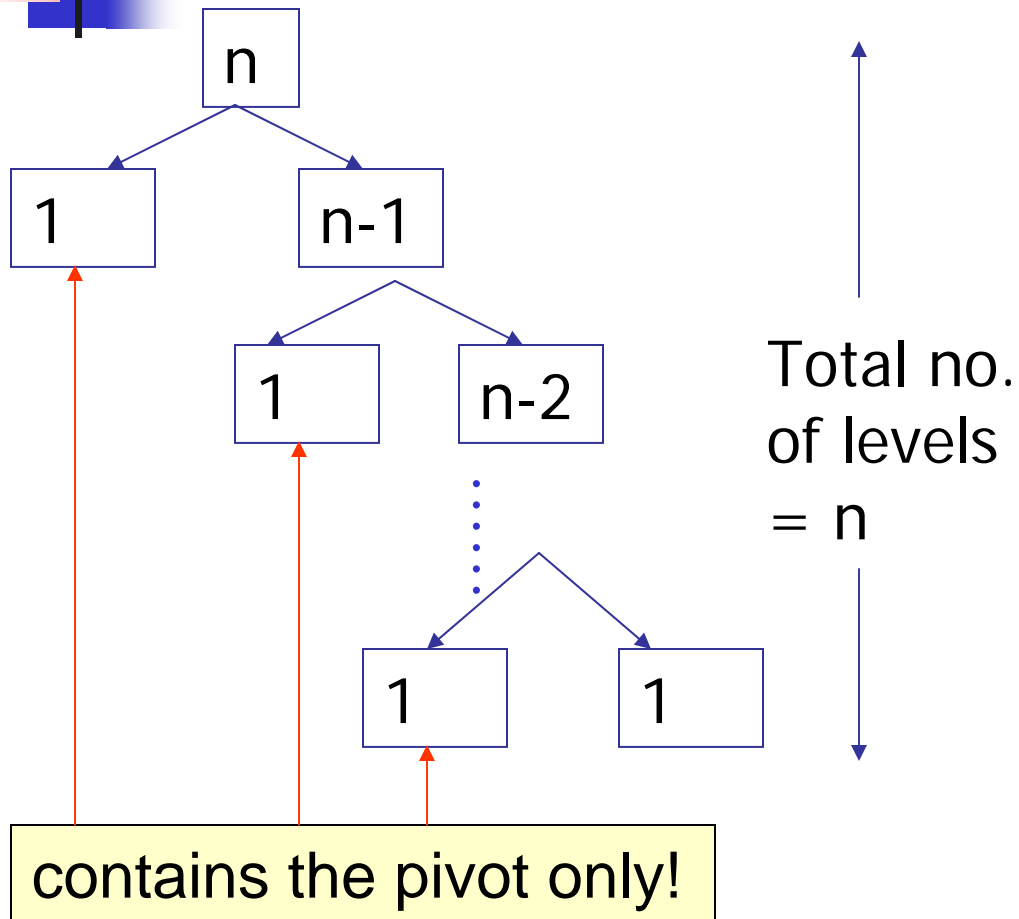 n
1
n-1
1
n-2
Total no.
of levels
= n
1
1
contains the pivot only!